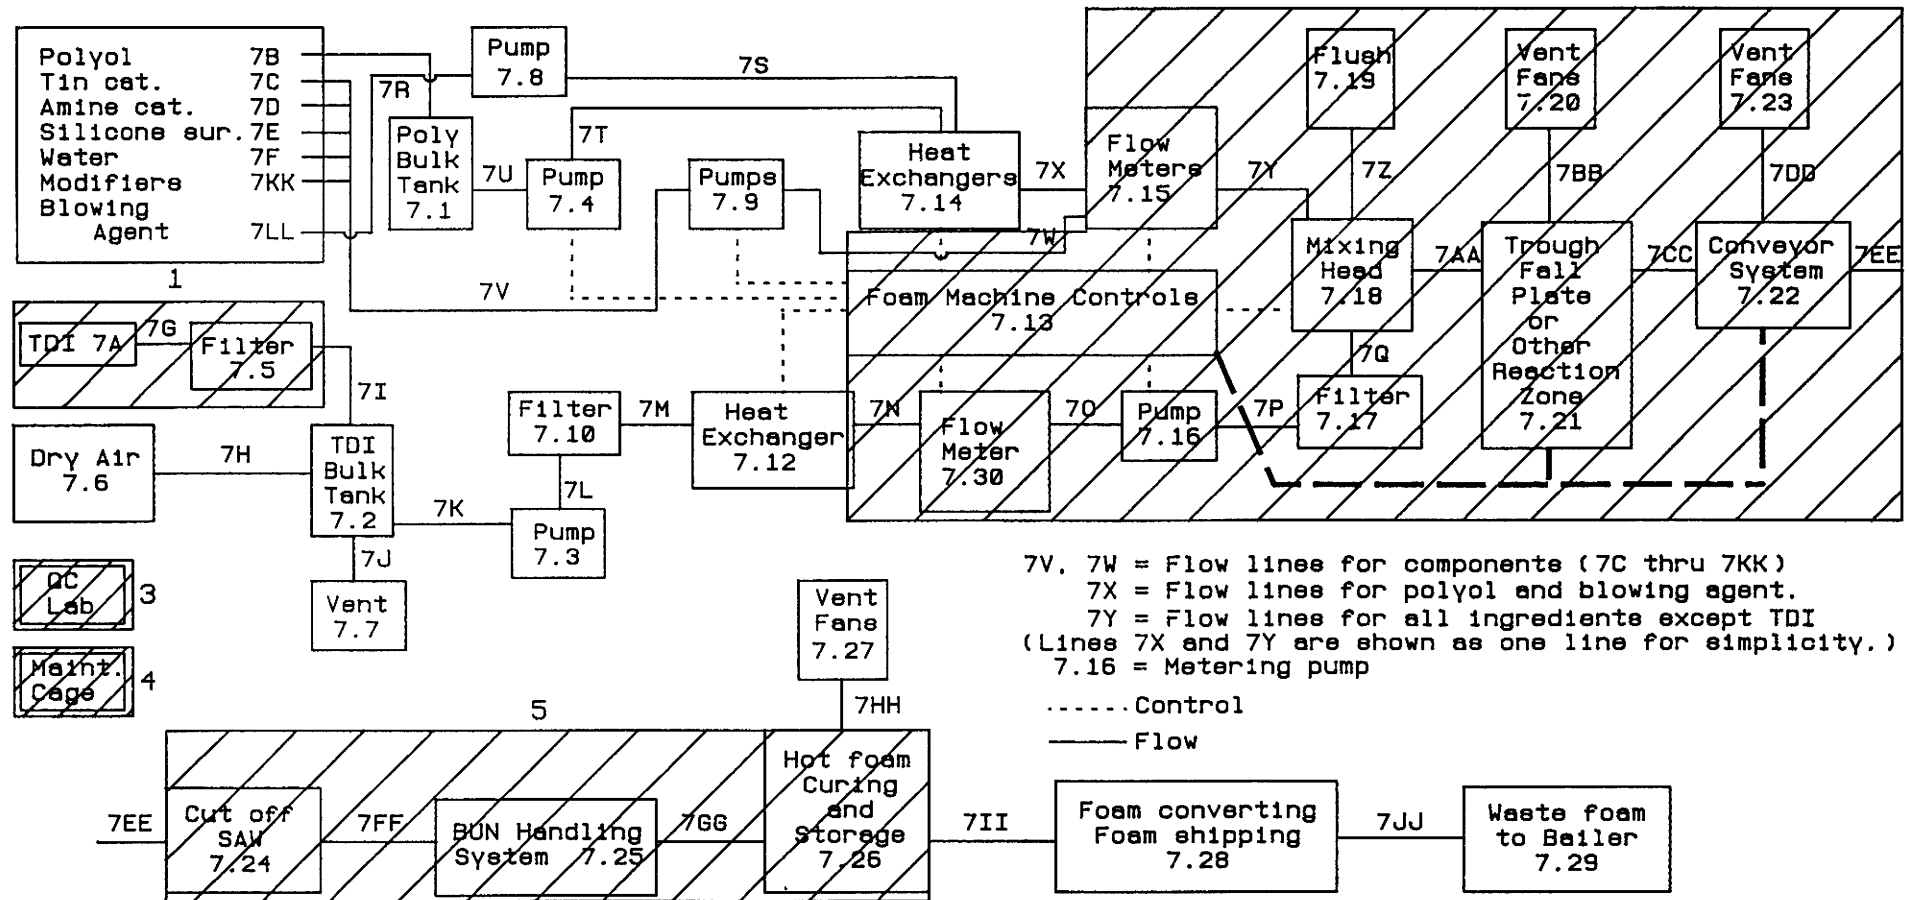 Polyol 7B
Tin cat. 7C
Amine cat. 7D
Silicone sur. 7E
Water 7F
Modifiers 7KK
Blowing
Agent 7LL
1
7R
Pump
7.8
7S
Poly
Bulk
Tank
7.1
7U
7T
Pump
7.4
Pumps
7.9
7V
7W
Heat
Exchangers
7.14
7X
Flow
Meters
7.15
7Y
Flush
7.19
7Z
Vent
Fans
7.20
7BB
Vent
Fans
7.23
7DD
Mixing
Head
7.18
7AA
Trough
Fall
Plate
or
Other
Reaction
Zone
7.21
7CC
Conveyor
System
7.22
7EE
Foam Machine Controls
7.13
TDI 7A
7G
Filter
7.5
7I
Dry Air
7.6
7H
TDI
Bulk
Tank
7.2
7K
7J
Vent
7.7
Pump
7.3
7L
Filter
7.10
7M
Heat
Exchanger
7.12
7N
Flow
Meter
7.30
7O
Pump
7.16
7P
Filter
7.17
7Q
QC
Lab
3
Maint.
Cage
4
7V, 7W = Flow lines for components (7C thru 7KK)
7X = Flow lines for polyol and blowing agent.
7Y = Flow lines for all ingredients except TDI
(Lines 7X and 7Y are shown as one line for simplicity.)
7.16 = Metering pump
Control
Flow
5
Vent
Fans
7.27
7HH
7EE
Cut off
SAW
7.24
7FF
BUN Handling
System 7.25
7GG
Hot foam
Curing
and
Storage
7.26
7II
Foam converting
Foam shipping
7.28
7JJ
Waste foam
to Bailer
7.29